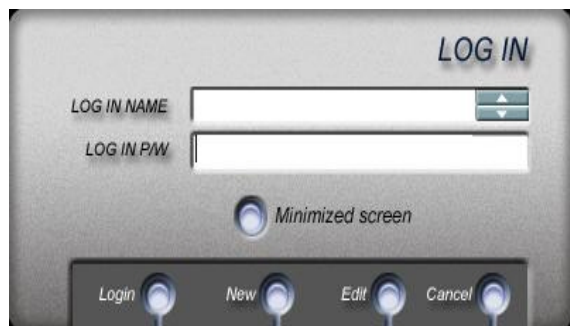 LOG IN
LOG IN NAME
LOG IN P/W
Minimized screen
Login New Edit Cancel